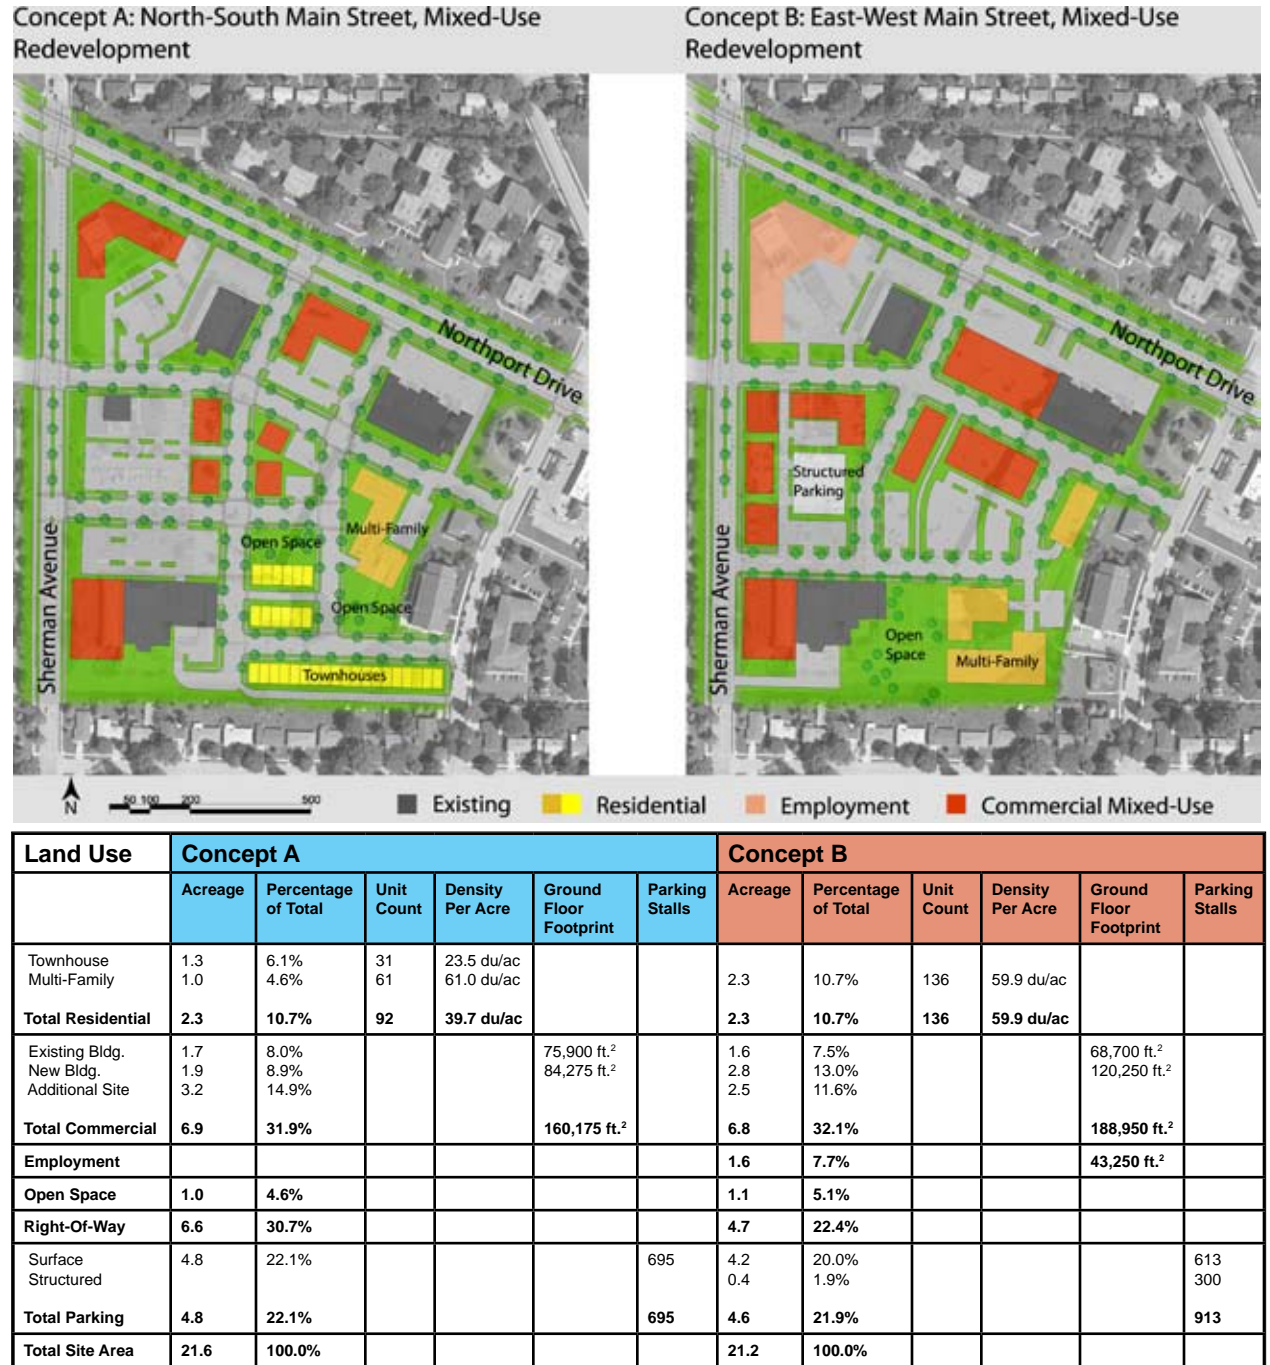 Concept A: North-South Main Street, Mixed-Use
Redevelopment
Concept B: East-West Main Street, Mixed-Use
Redevelopment
Northport Drive
Sherman Avenue
Open Space
Multi-Family
Open Space
Townhouses
Northport Drive
Sherman Avenue
Structured
Parking
Open
Space
Multi-Family
N
50 100 200 500
Existing
Residential
Employment
Commercial Mixed-Use
Land Use Concept A Concept B
Acreage Percentage of Total Unit Count Density Per Acre Ground Floor Footprint Parking Stalls Acreage Percentage of Total Unit Count Density Per Acre Ground Floor Footprint Parking Stalls
Townhouse 1.3 6.1% 31 23.5 du/ac
Multi-Family 1.0 4.6% 61 61.0 du/ac 2.3 10.7% 136 59.9 du/ac
Total Residential 2.3 10.7% 92 39.7 du/ac 2.3 10.7% 136 59.9 du/ac
Existing Bldg. 1.7 8.0% 75,900 ft.² 1.6 7.5% 68,700 ft.²
New Bldg. 1.9 8.9% 84,275 ft.² 2.8 13.0% 120,250 ft.²
Additional Site 3.2 14.9% 2.5 11.6%
Total Commercial 6.9 31.9% 160,175 ft.² 6.8 32.1% 188,950 ft.²
Employment 1.6 7.7% 43,250 ft.²
Open Space 1.0 4.6% 1.1 5.1%
Right-Of-Way 6.6 30.7% 4.7 22.4%
Surface 4.8 22.1% 695 4.2 20.0% 613
Structured 0.4 1.9% 300
Total Parking 4.8 22.1% 695 4.6 21.9% 913
Total Site Area 21.6 100.0% 21.2 100.0%